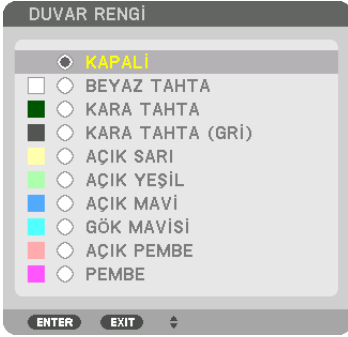 DUVAR RENGİ
KAPALI
BEYAZ TAHTA
KARA TAHTA
KARA TAHTA (GRİ)
AÇIK SARI
AÇIK YEŞİL
AÇIK MAVİ
GÖK MAVİSİ
AÇIK PEMBE
PEMBE
ENTER EXIT